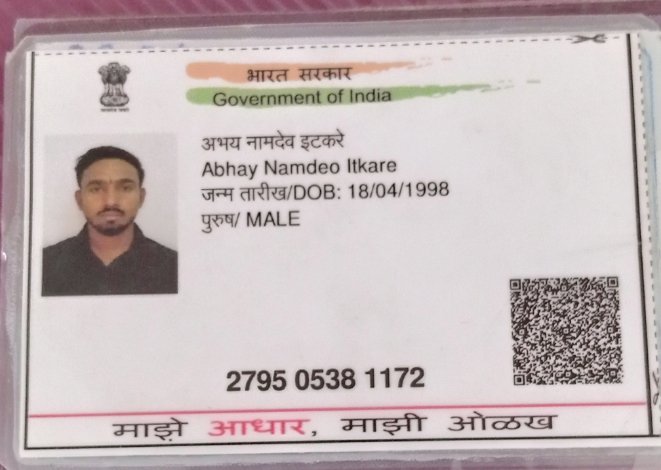 भारत सरकार
Government of India
अभय नामदेव इटकरे
Abhay Namdeo Itkare
जन्म तारीख/DOB: 18/04/1998
पुरुष/ MALE
2795 0538 1172
माझे आधार, माझी ओळख